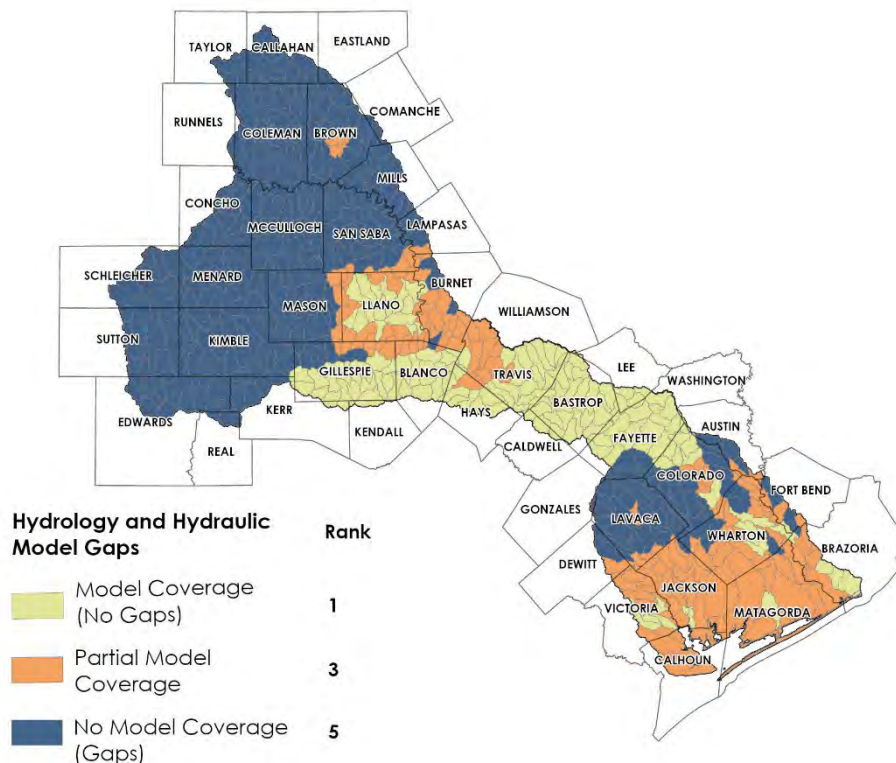 TAYLOR
CALLAHAN
EASTLAND
RUNNELS
COLEMAN
BROWN
COMANCHE
MILLS
CONCHO
MCCULLOCH
SAN SABA
LAMPASAS
SCHLEICHER
MENARD
MASON
LLANO
BURNET
WILLIAMSON
SUTTON
KIMBLE
GILLESPIE
BLANCO
TRAVIS
LEE
WASHINGTON
EDWARDS
REAL
KERR
KENDALL
HAYS
BASTROP
CALDWELL
FAYETTE
AUSTIN
COLORADO
FORT BEND
GONZALES
LAVACA
WHARTON
BRAZORIA
DEWITT
JACKSON
VICTORIA
MATAGORDA
CALHOUN
Hydrology and Hydraulic
Model Gaps
Rank
Model Coverage
(No Gaps)
1
Partial Model
Coverage
3
No Model Coverage
(Gaps)
5